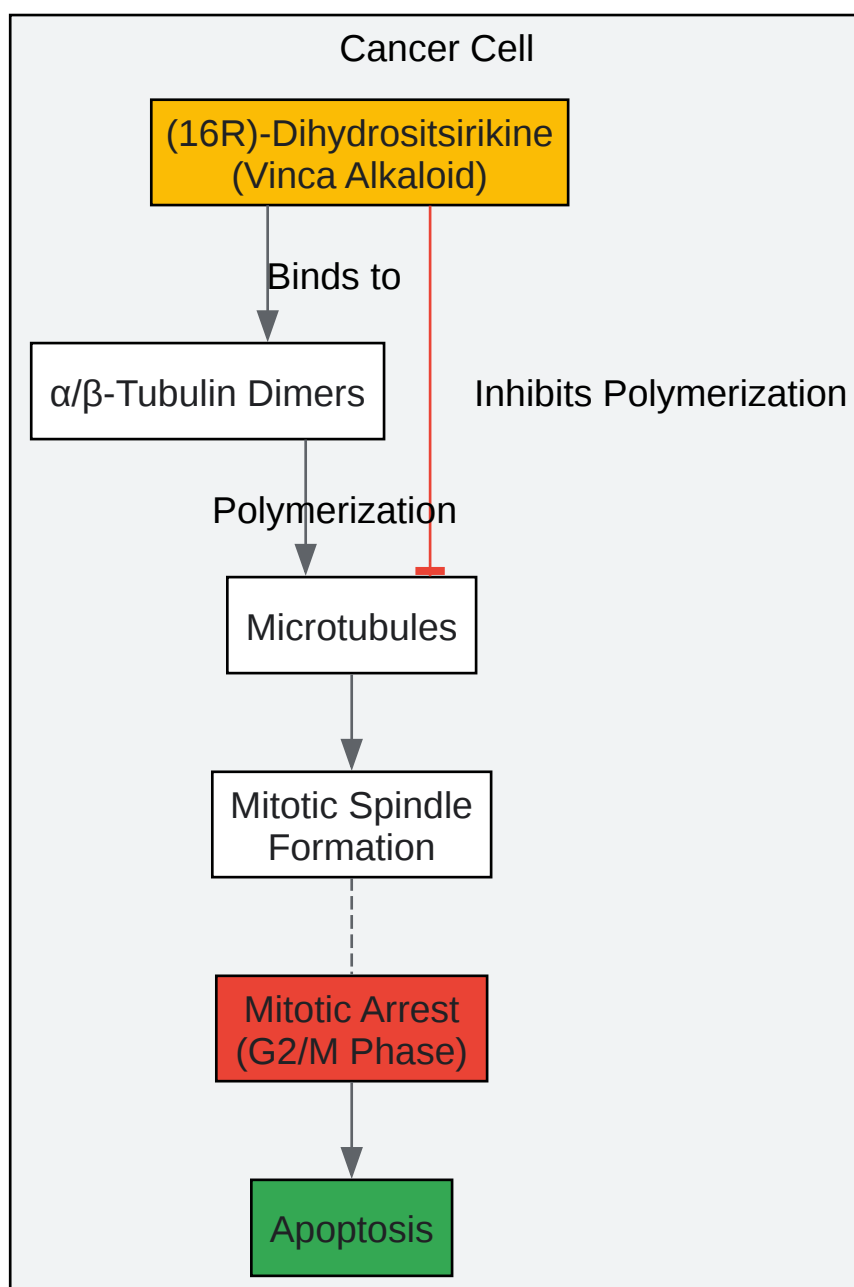 Cancer Cell
(16R)-Dihydrositsirikine
(Vinca Alkaloid)
Binds to
α/β-Tubulin Dimers
Inhibits Polymerization
Polymerization
Microtubules
Mitotic Spindle
Formation
Mitotic Arrest
(G2/M Phase)
Apoptosis